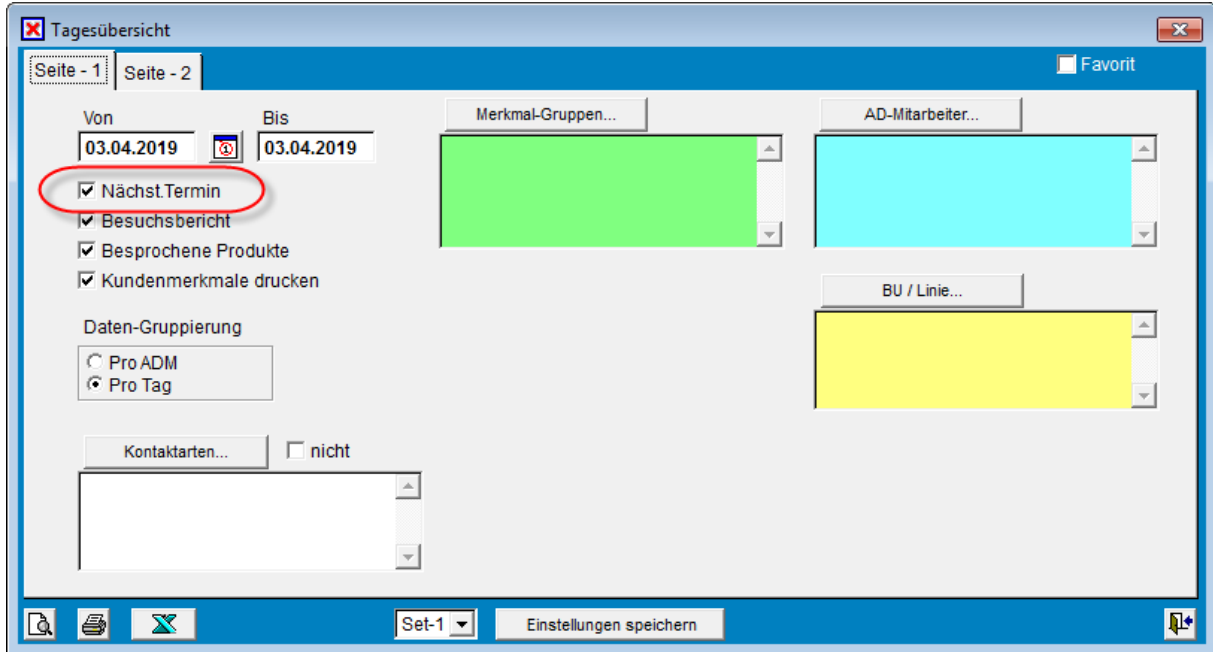 Tagesübersicht
Seite - 1
Seite - 2
Favorit
Von
Bis
03.04.2019
03.04.2019
Nächst.Termin
Besuchsbericht
Besprochene Produkte
Kundenmerkmale drucken
Daten-Gruppierung
Pro ADM
Pro Tag
Kontaktarten...
nicht
Merkmal-Gruppen...
AD-Mitarbeiter...
BU / Linie...
Set-1
Einstellungen speichern